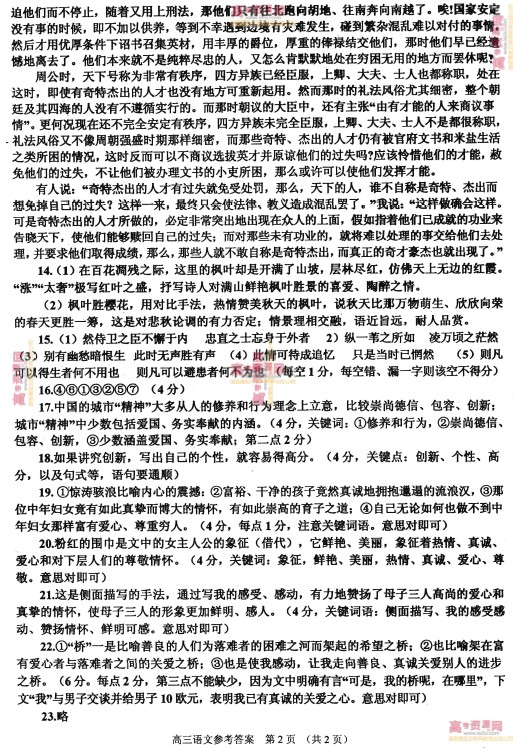 迫他们而不停止，随着又用上刑法，那他们只有往北跑向胡地、往南奔向南越了。唉！国家安定
没有事的时候，即不加以供养，等到不幸遇到边境有灾难发生，碰到繁杂混乱难以对付的事情，
然后才用优厚条件下诏书召集英材，用丰厚的爵位，厚重的俸禄结交他们，那时他们早已经遗
憾地离去了。他们本来就不是纯粹尽忠的人，又怎么肯默默地处在穷困无用的地方而罢休呢？
周公时，天下号称为非常有秩序，四方异族已经臣服，上卿、大夫、士人也都称职，处在
这时，即使有奇特杰出的人才也没有地方可重新起用。然而那时的礼法风俗尤其细密，整个朝
廷及其四海的人没有不遵循实行的。而那时朝议的大臣中，还有主张“由有才能的人来商议事
情”。更何况现在还不完全安定有秩序，四方异族未完全臣服，上卿、大夫、士人不是都很称职，
礼法风俗又不像周朝强盛时期那样细密，而那些奇特、杰出的人才仍有被官府文书和米盐生活
之类所困的情况，这时反而可以不商议选拔英才并原谅他们的过失吗?应该怜惜他们的才能，赦
免他们的过失，不让他们被办理文书的小吏所困，那么或许可以使他们发挥才能。
有人说：“奇特杰出的人才有过失就免受处罚，那么，天下的人，谁不自称是奇特、杰出而
想免掉自己的过失？这样一来，最终只会使法律、教义造成混乱罢了。”我说：“这样做确会这样。
可是奇特杰出的人才所做的，必定非常突出地出现在众人的上面，假如指着他们已成就的功业来
告晓天下，使他们能够赎回自己的过失；而对那些未有功业的，就将难以处理的事交给他们去处
理，并要求他们取得成绩，那么，那些人就不敢自称是奇特杰出，而真正的奇才豪杰也就出现了。”
14.（1）在百花凋残之际，这里的枫叶却是开满了山坡，层林尽红，仿佛天上无边的红霞。
“涨”“太奢”极写红叶之盛，抒写诗人对满山鲜艳枫叶胜景的喜爱、陶醉之情。
（2）枫叶胜樱花，用对比手法，热情赞美秋天的枫叶，说秋天比那万物萌生、欣欣向荣
的春天更胜一筹，这是对悲秋论调的有力否定；情景理相交融，语近旨远，耐人品赏。
15.（1）然侍卫之臣不懈于内　忠直之士忘身于外者　2）纵一苇之所如　凌万顷之茫然
（3）别有幽愁暗恨生　此时无声胜有声　（4）此情可待成追忆　只是当时已惘然　（5）则凡
可以得生者何不用也　则凡可以避患者何不为也　（每空1分，每空错、漏一字则该空不得分）
16.④⑥①③②⑤⑦（4分）
17.中国的城市“精神”大多从人的修养和行为理念上立意，比较崇尚德信、包容、创新；
城市“精神”中少数包括爱国、务实奉献的内涵。（4分，关键词：①修养和行为，②崇尚德信、
包容、创新，③少数涵盖爱国、务实奉献；第二点2分）
18.如果讲究创新，写出自己的个性，就容易得高分。（4分，关键点：创新、个性、高
分，以及句式等，语句要通顺）
19.①惊涛骇浪比喻内心的震撼：②富裕、干净的孩子竟然真诚地拥抱邋遢的流浪汉，③那
位中年妇女竟有如此真挚而博大的情怀，有如此崇高的育子之道；④自己无论如何也做不到中
年妇女那样富有爱心、尊重穷人。（4分，每点1分，注意关键词语。意思对即可）
20.粉红的围巾是文中的女主人公的象征（借代），它鲜艳、美丽，象征着热情、真诚、
爱心和对下层人们的尊敬情怀。（4分，关键词：象征，鲜艳、美丽，热情、真诚、爱心、尊
敬。意思对即可）
21.这是侧面描写的手法，通过写我的感受、感动，有力地赞扬了母子三人高尚的爱心和
真挚的情怀，使母子三人的形象更加鲜明、感人。（4分，关键词语：侧面描写、我的感受感
动、赞扬情怀、鲜明可感。意思对即可）
22.①“桥”一是比喻善良的人们为落难者的困难之河而架起的希望之桥；②也比喻架在富
有爱心者与落难者之间的关爱之桥；③也是使我感动，让我走向善良、真诚关爱别人的进步
之桥。（6分。每点2分，第三点不能缺少，因为文中明确有言“可是，我的桥呢，在哪里”，下
文“我”与男子交谈并给男子10欧元，表明我已有真诚的关爱之心。意思对即可）
23.略
高三语文参考答案　第2页　（共2页）